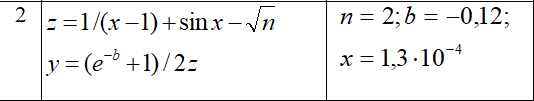 2 z = 1/(x − 1) + sin x − √n n = 2; b = −0,12;
y = (e⁻ᵇ + 1) / 2z x = 1,3 · 10⁻⁴